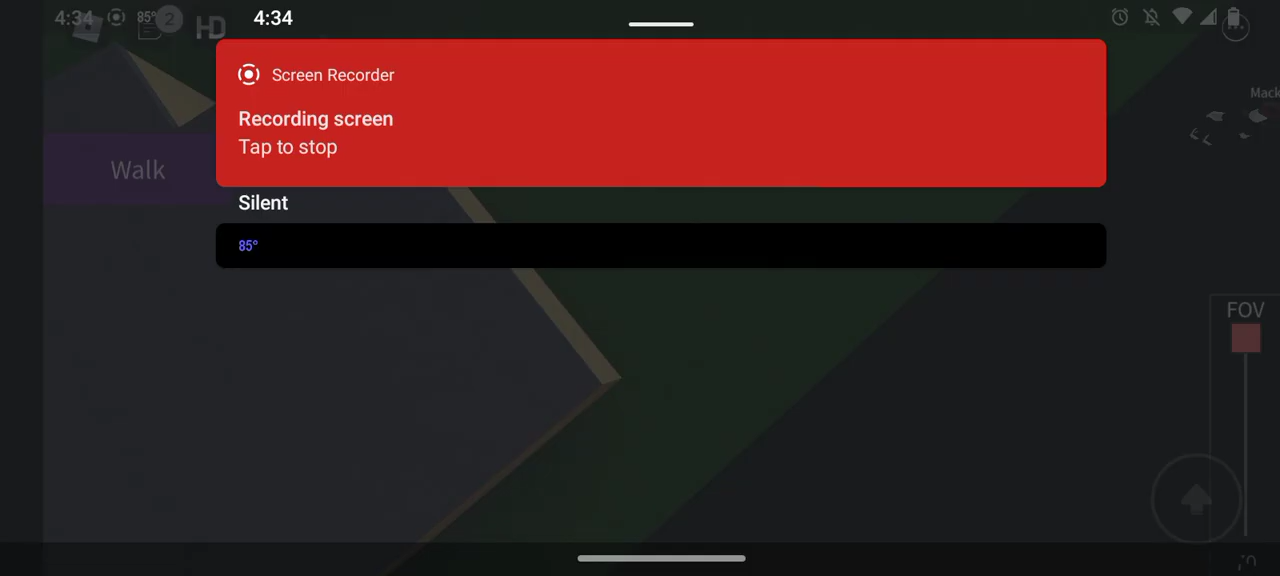 4:34 85° 2 HD 4:34
Screen Recorder
Mack
Recording screen
Tap to stop
Walk
Silent
85°
FOV